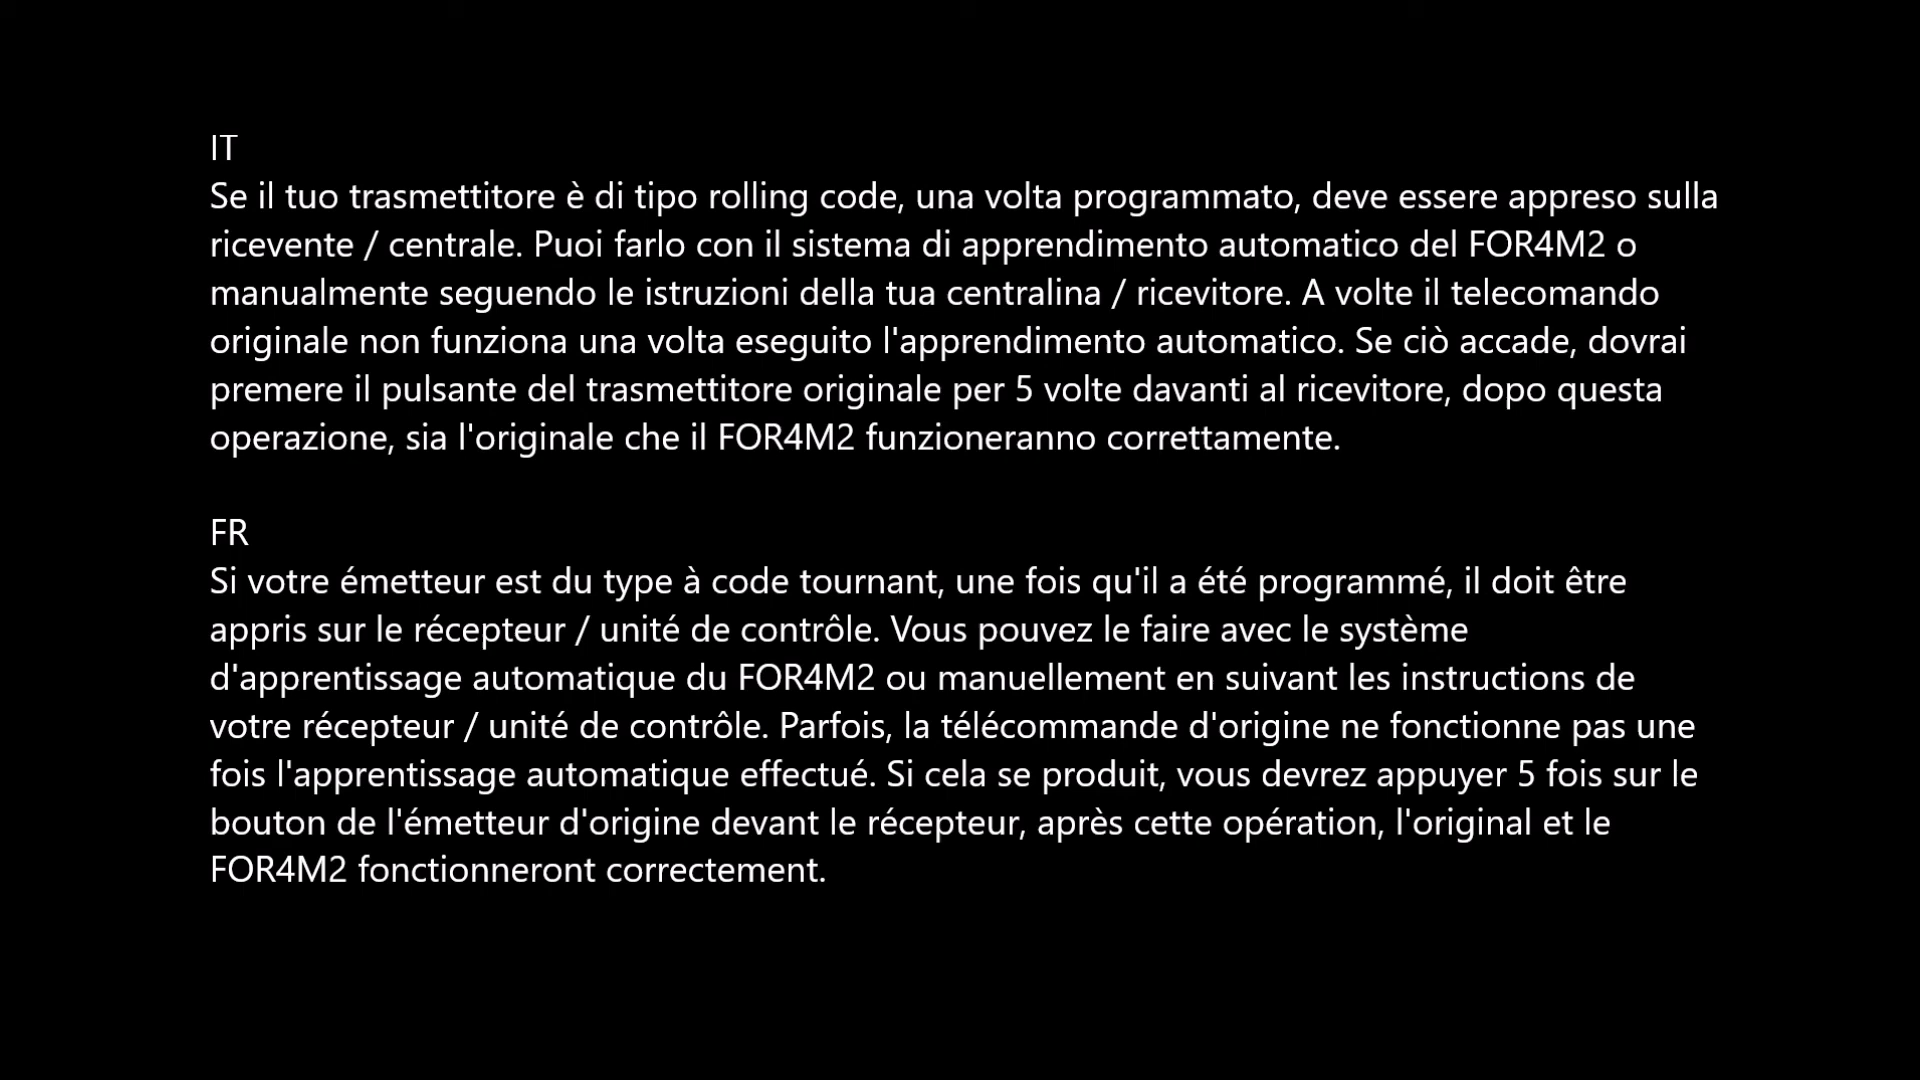 IT
Se il tuo trasmettitore è di tipo rolling code, una volta programmato, deve essere appreso sulla
ricevente / centrale. Puoi farlo con il sistema di apprendimento automatico del FOR4M2 o
manualmente seguendo le istruzioni della tua centralina / ricevitore. A volte il telecomando
originale non funziona una volta eseguito l'apprendimento automatico. Se ciò accade, dovrai
premere il pulsante del trasmettitore originale per 5 volte davanti al ricevitore, dopo questa
operazione, sia l'originale che il FOR4M2 funzioneranno correttamente.
FR
Si votre émetteur est du type à code tournant, une fois qu'il a été programmé, il doit être
appris sur le récepteur / unité de contrôle. Vous pouvez le faire avec le système
d'apprentissage automatique du FOR4M2 ou manuellement en suivant les instructions de
votre récepteur / unité de contrôle. Parfois, la télécommande d'origine ne fonctionne pas une
fois l'apprentissage automatique effectué. Si cela se produit, vous devrez appuyer 5 fois sur le
bouton de l'émetteur d'origine devant le récepteur, après cette opération, l'original et le
FOR4M2 fonctionneront correctement.